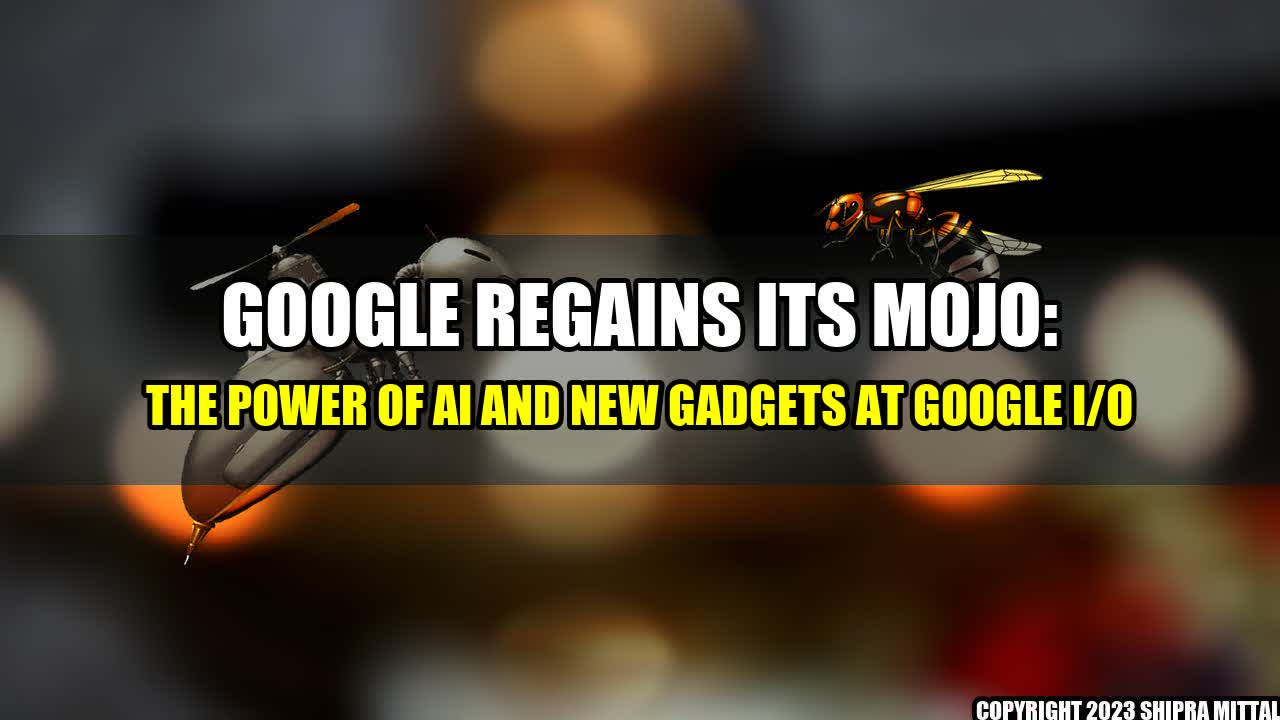 GOOGLE REGAINS ITS MOJO:
THE POWER OF AI AND NEW GADGETS AT GOOGLE I/O
COPYRIGHT 2023 SHIPRA MITTAL